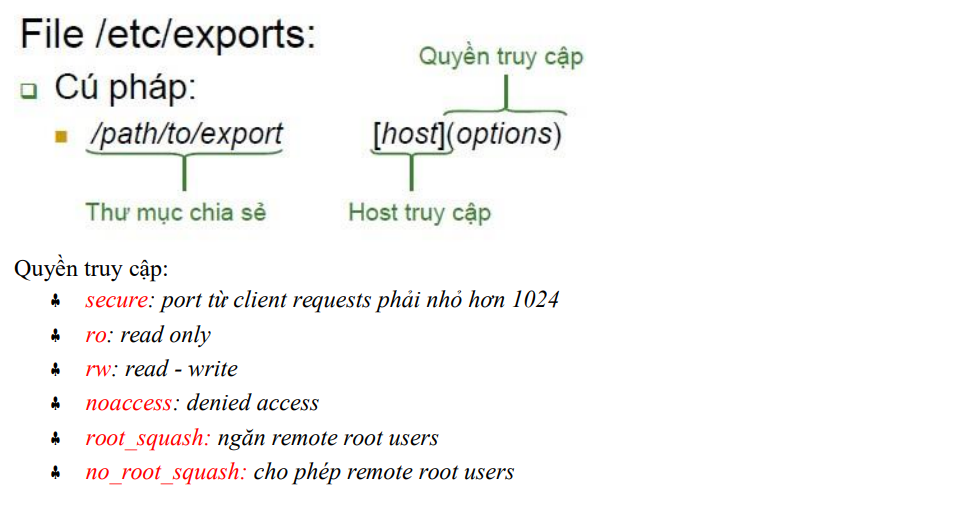 File /etc/exports:
Quyền truy cập
Cú pháp:
/path/to/export [host](options)
Thư mục chia sẻ Host truy cập
Quyền truy cập:
secure: port từ client requests phải nhỏ hơn 1024
ro: read only
rw: read - write
noaccess: denied access
root_squash: ngăn remote root users
no_root_squash: cho phép remote root users